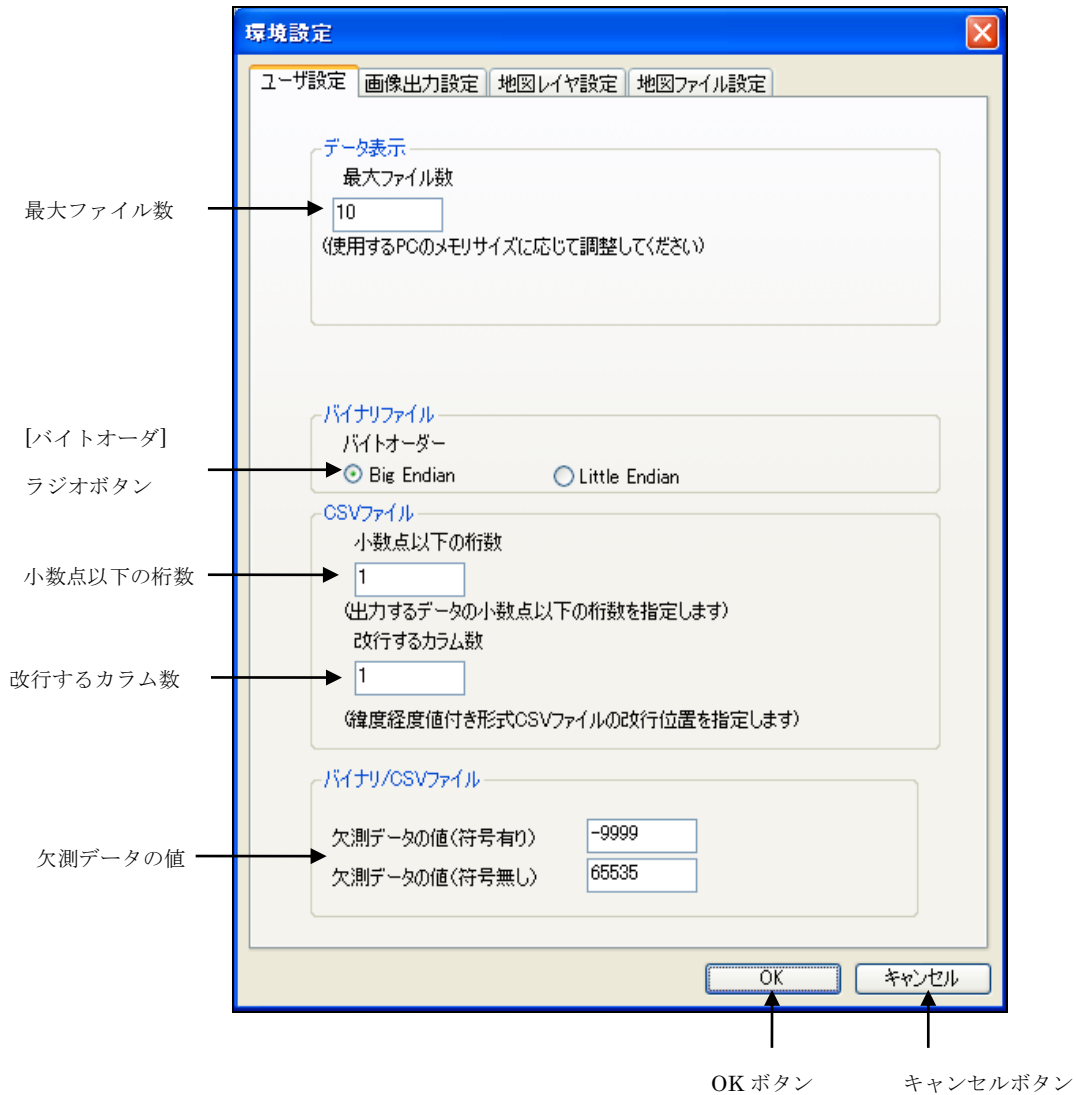 環境設定
ユーザ設定 画像出力設定 地図レイヤ設定 地図ファイル設定
データ表示
最大ファイル数
最大ファイル数
10
(使用するPCのメモリサイズに応じて調整してください)
バイナリファイル
[バイトオーダ]
ラジオボタン
バイトオーダー
Big Endian Little Endian
CSVファイル
小数点以下の桁数
小数点以下の桁数
1
(出力するデータの小数点以下の桁数を指定します)
改行するカラム数
改行するカラム数
1
(緯度経度値付き形式CSVファイルの改行位置を指定します)
バイナリ/CSVファイル
欠測データの値
欠測データの値(符号有り) -9999
欠測データの値(符号無し) 65535
OK キャンセル
OK ボタン キャンセルボタン